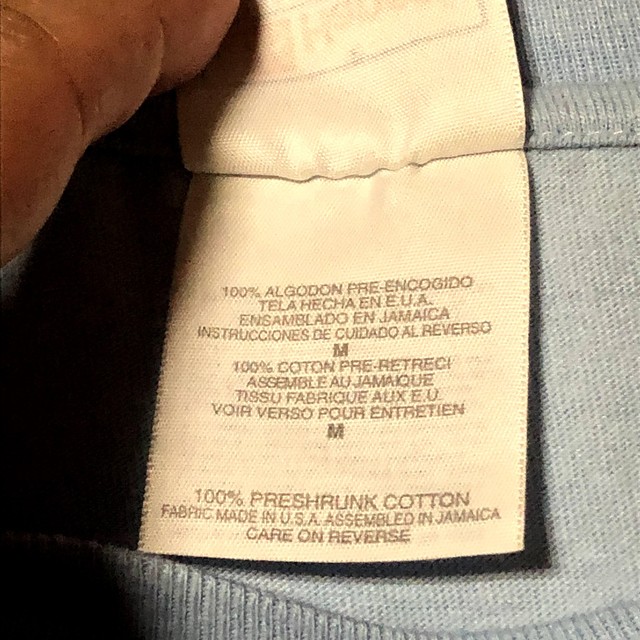 100% ALGODON PRE-ENCOGIDO
TELA HECHA EN E.U.A.
ENSAMBLADO EN JAMAICA
INSTRUCCIONES DE CUIDADO AL REVERSO
M
100% COTON PRE-RETRECI
ASSEMBLE AU JAMAIQUE
TISSU FABRIQUE AUX E.U.
VOIR VERSO POUR ENTRETIEN
M
100% PRESHRUNK COTTON
FABRIC MADE IN U.S.A. ASSEMBLED IN JAMAICA
CARE ON REVERSE